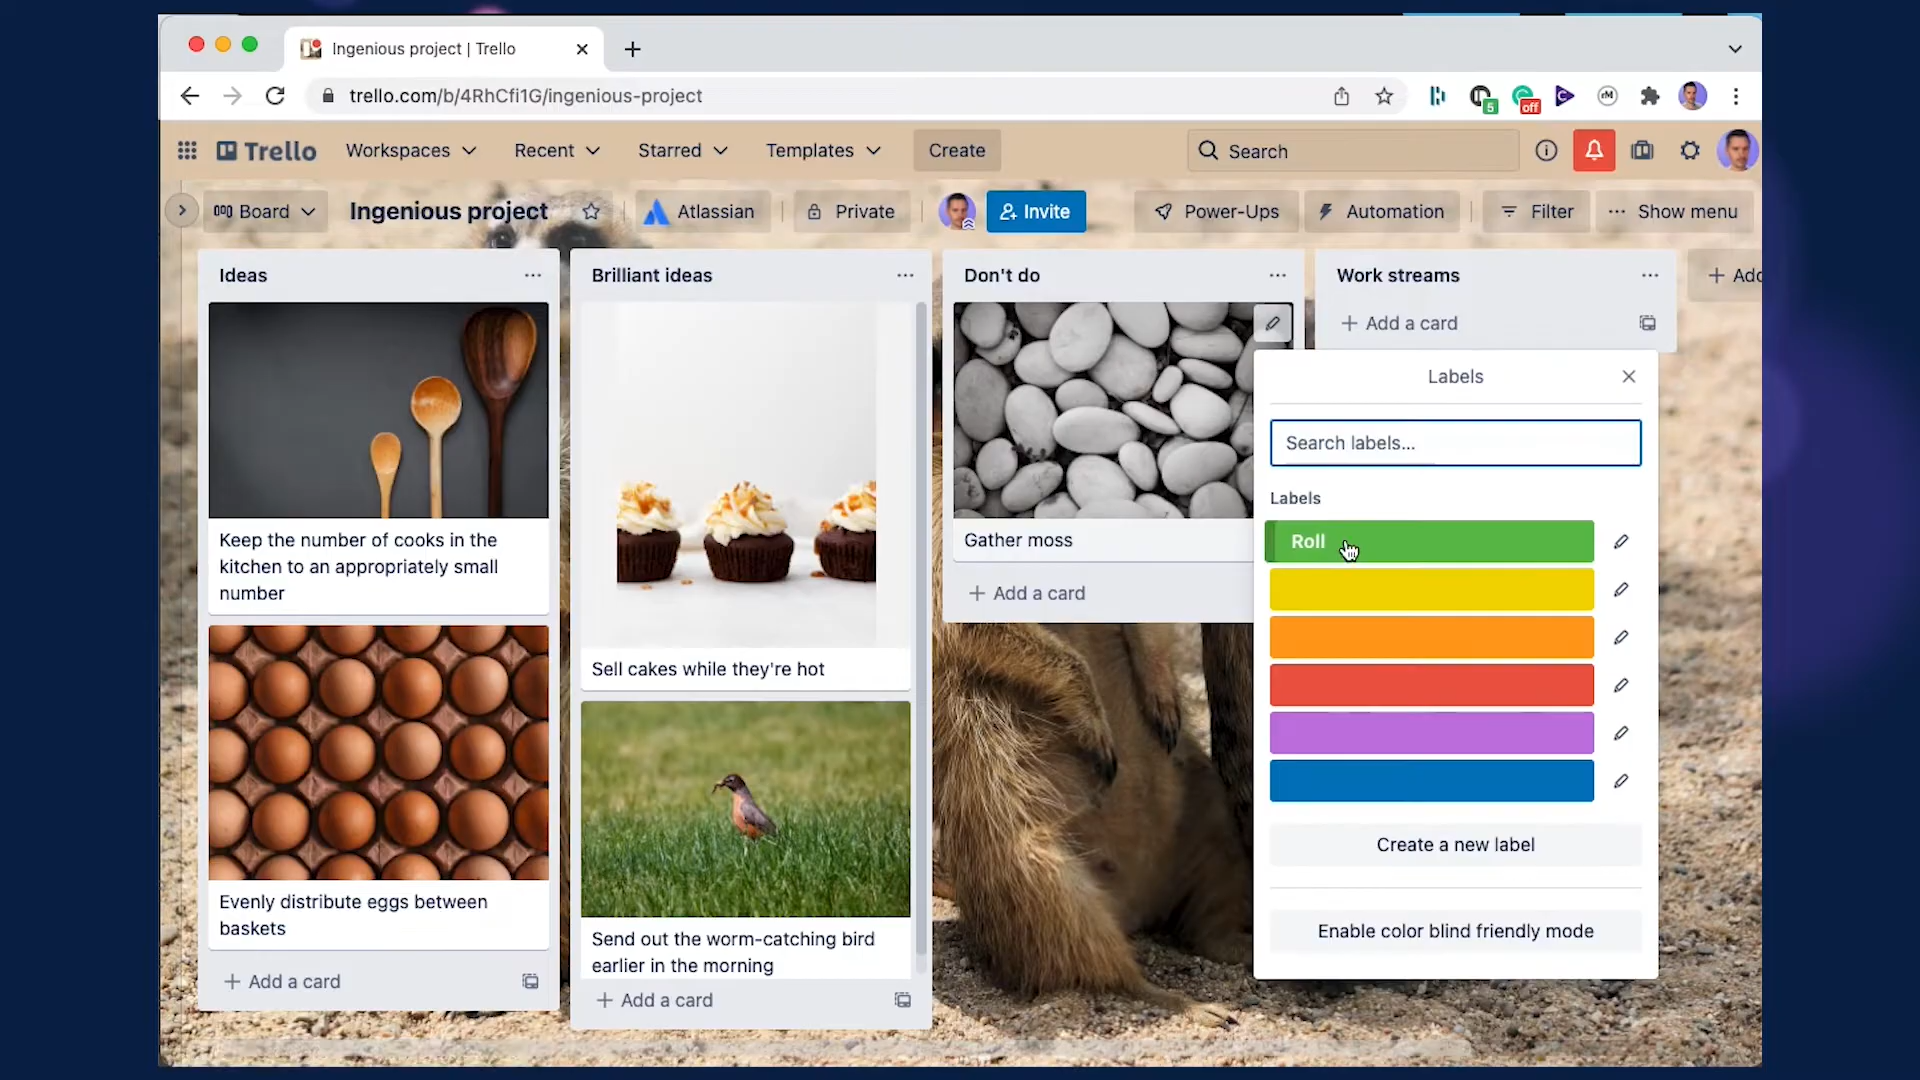 Ingenious project | Trello
trello.com/b/4RhCfi1G/ingenious-project
5
off
Trello
Workspaces
Recent
Starred
Templates
Create
Search
Board
Ingenious project
Atlassian
Private
Invite
Power-Ups
Automation
Filter
Show menu
Ideas
Keep the number of cooks in the
kitchen to an appropriately small
number
Evenly distribute eggs between
baskets
Add a card
Brilliant ideas
Sell cakes while they're hot
Send out the worm-catching bird
earlier in the morning
Add a card
Don't do
Gather moss
Add a card
Work streams
Add a card
Add
Labels
Search labels...
Labels
Roll
Create a new label
Enable color blind friendly mode